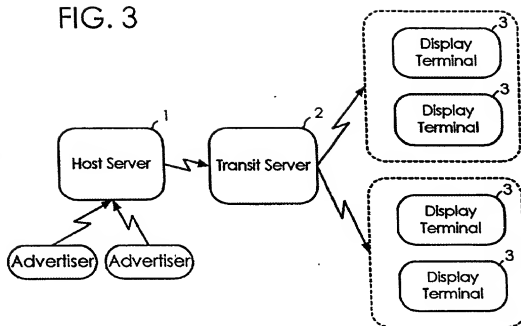 FIG. 3
3
Display
Terminal
3
Display
Terminal
1
Host Server
2
Transit Server
Advertiser
Advertiser
3
Display
Terminal
3
Display
Terminal